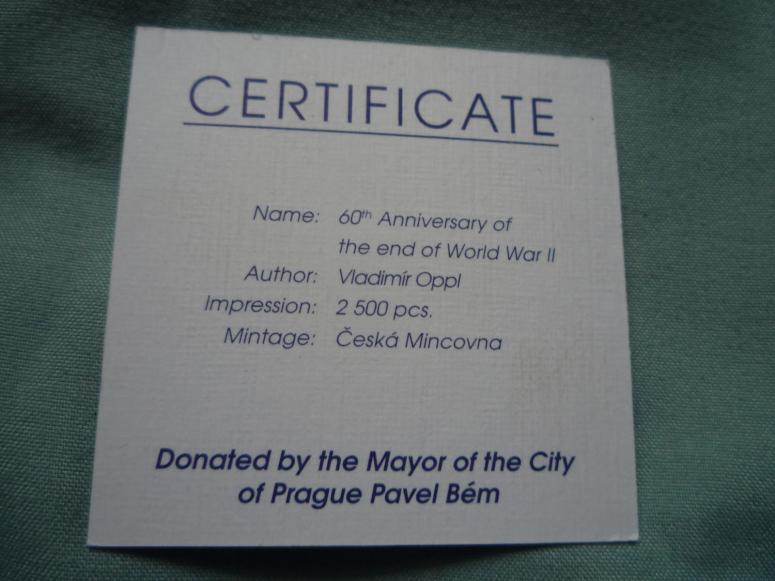 CERTIFICATE
Name: 60th Anniversary of
the end of World War II
Author: Vladimír Oppl
Impression: 2 500 pcs.
Mintage: Česká Mincovna
Donated by the Mayor of the City
of Prague Pavel Bém